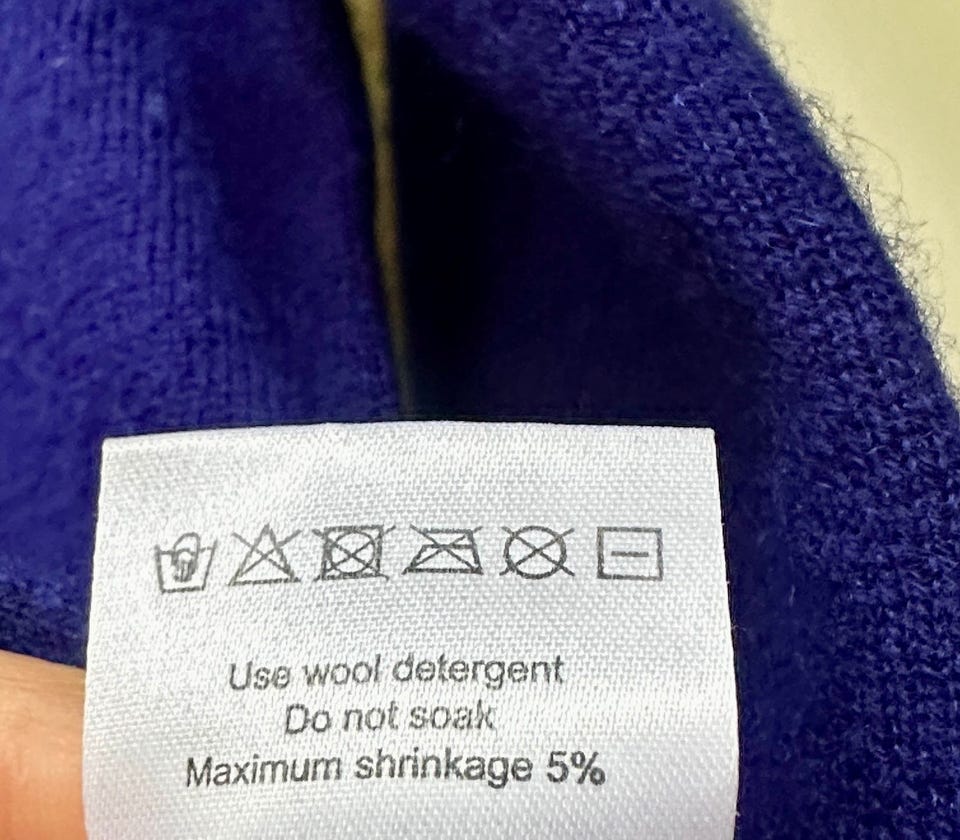 Use wool detergent
Do not soak
Maximum shrinkage 5%